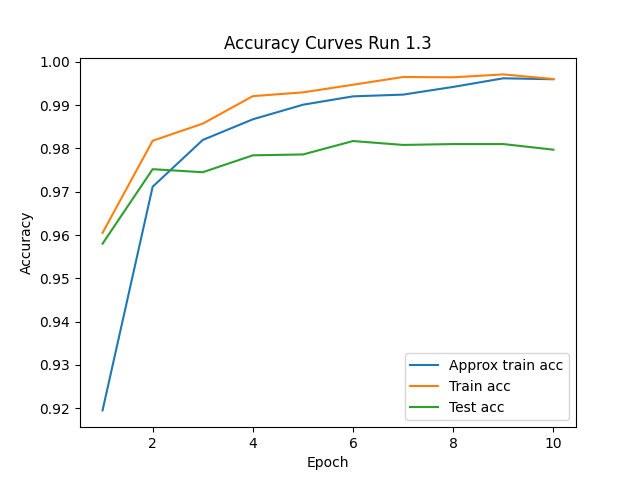 Accuracy Curves Run 1.3
1.00
0.99
0.98
0.97
0.96
0.95
0.94
0.93
0.92
Accuracy
2
4
6
8
10
Epoch
Approx train acc
Train acc
Test acc